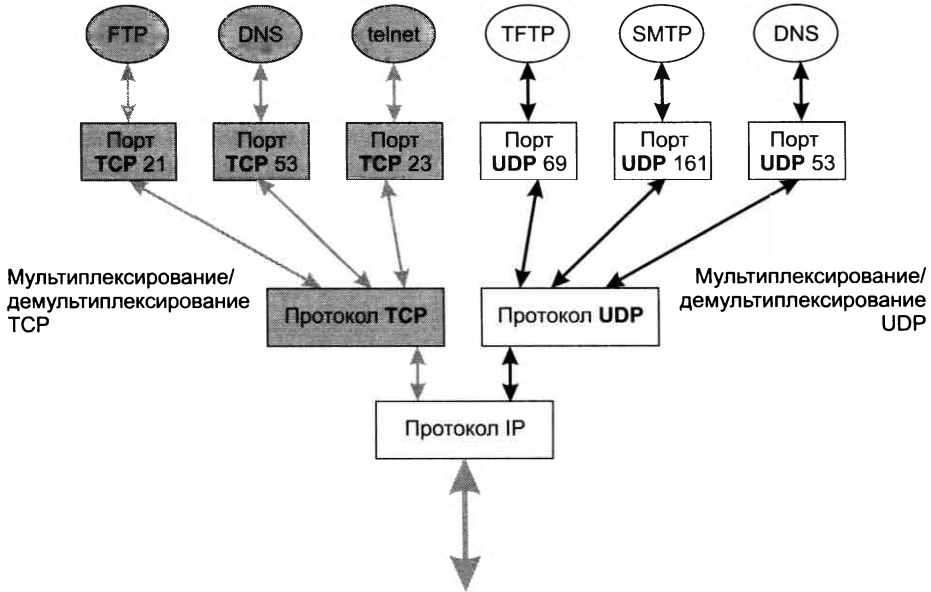 FTP
DNS
telnet
TFTP
SMTP
DNS
Порт
TCP 21
Порт
TCP 53
Порт
TCP 23
Порт
UDP 69
Порт
UDP 161
Порт
UDP 53
Мультиплексирование/
демультиплексирование
TCP
Мультиплексирование/
демультиплексирование
UDP
Протокол TCP
Протокол UDP
Протокол IP